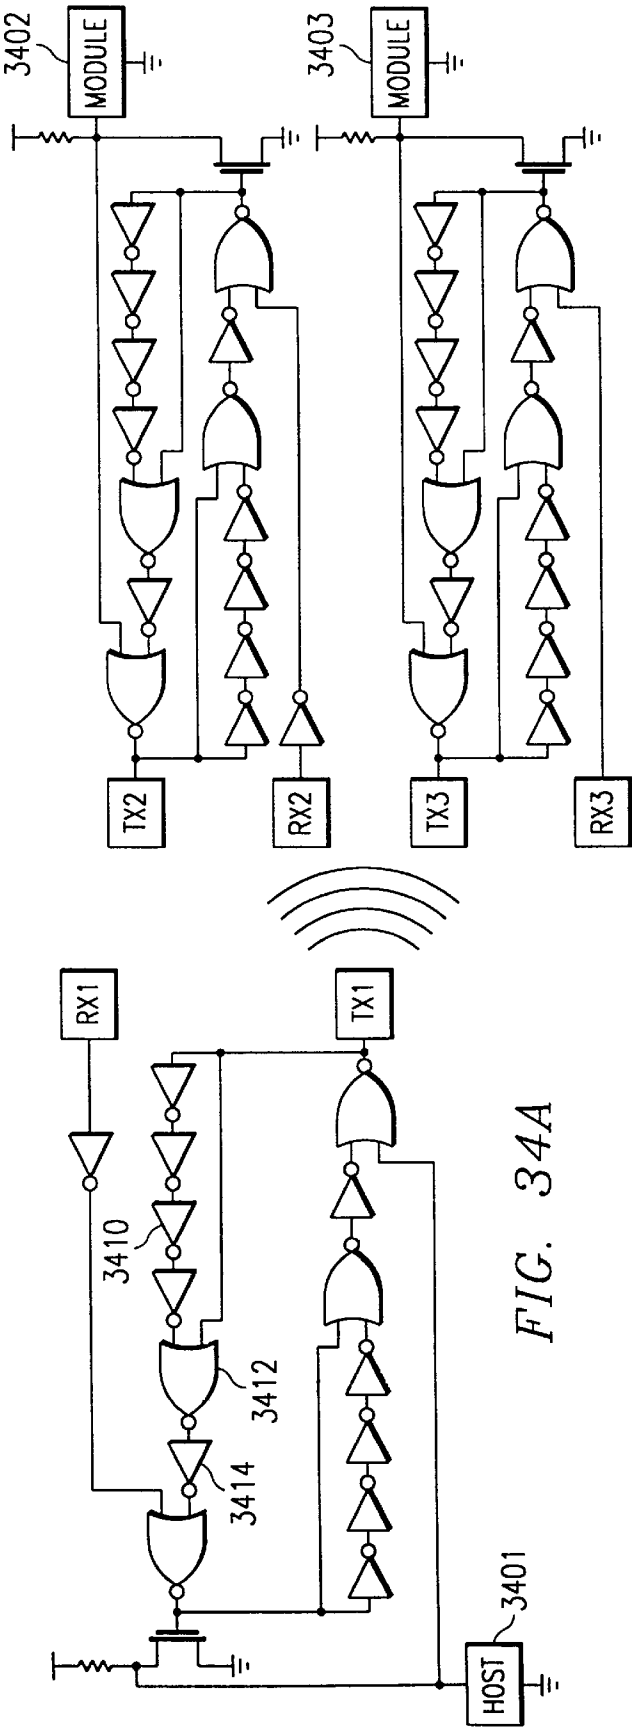 3402
MODULE
3403
MODULE
TX2
RX2
TX3
RX3
RX1
TX1
3410
3412
3414
3401
HOST
FIG. 34A